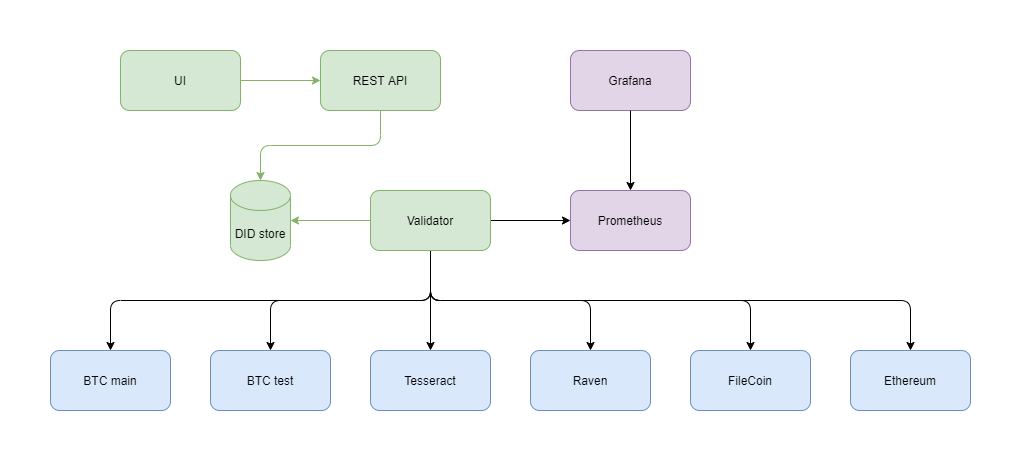 UI
REST API
Grafana
DID store
Validator
Prometheus
BTC main
BTC test
Tesseract
Raven
FileCoin
Ethereum